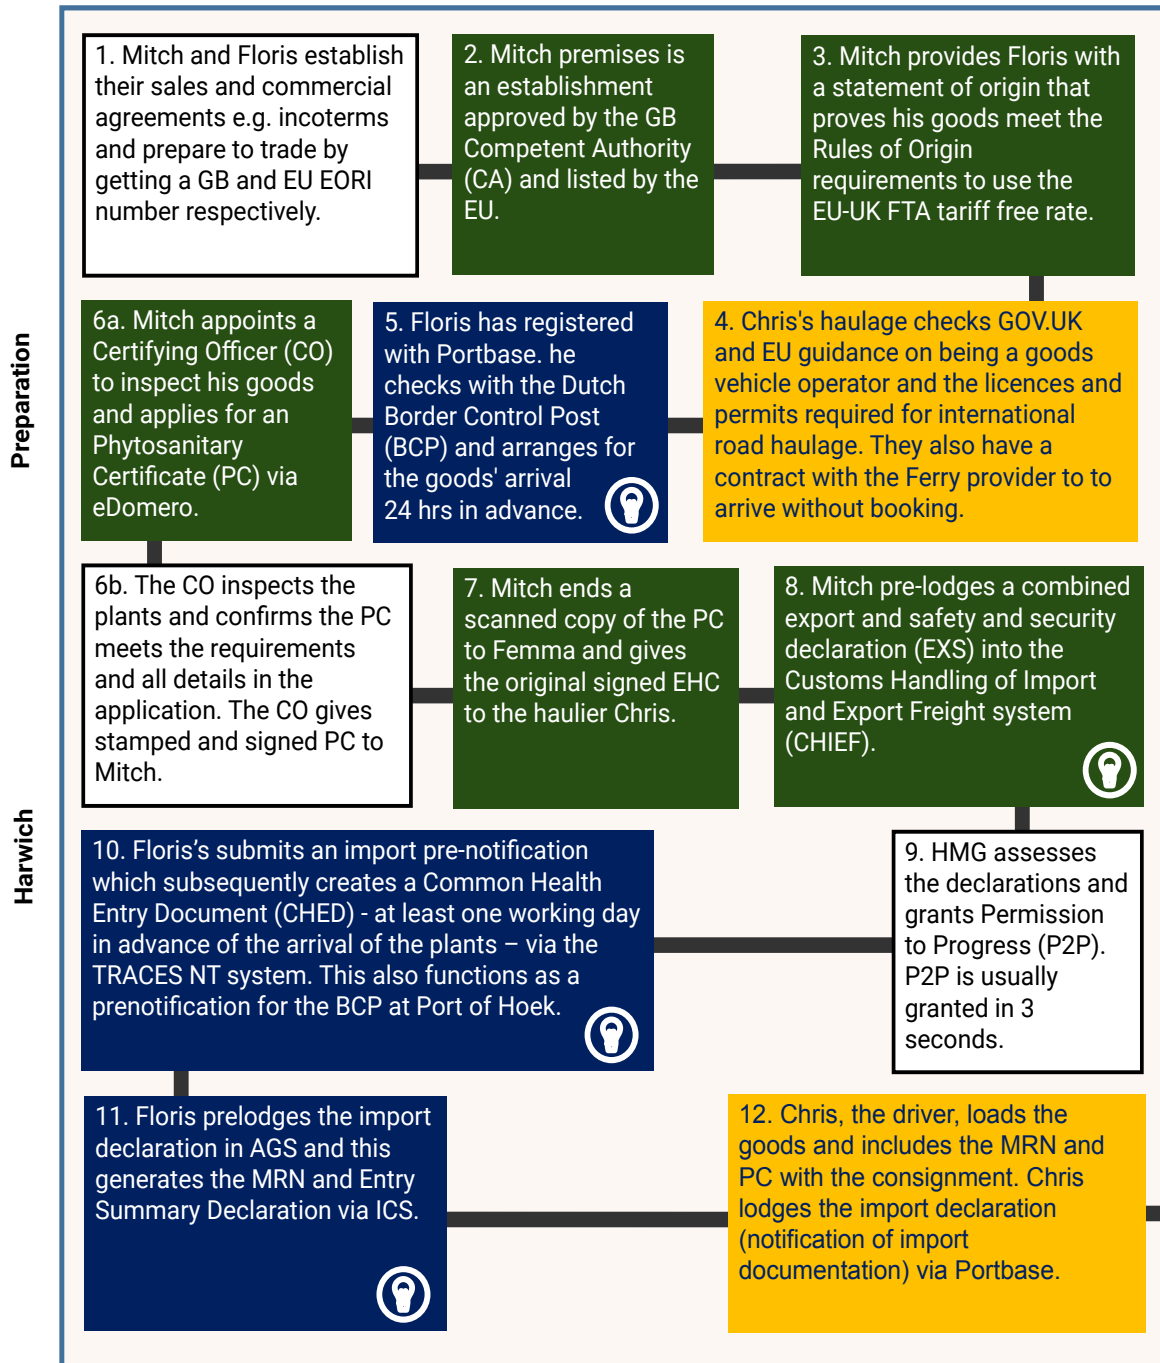 Preparation
Harwich
1. Mitch and Floris establish
their sales and commercial
agreements e.g. incoterms
and prepare to trade by
getting a GB and EU EORI
number respectively.
2. Mitch premises is
an establishment
approved by the GB
Competent Authority
(CA) and listed by the
EU.
3. Mitch provides Floris with
a statement of origin that
proves his goods meet the
Rules of Origin
requirements to use the
EU-UK FTA tariff free rate.
4. Chris's haulage checks GOV.UK
and EU guidance on being a goods
vehicle operator and the licences and
permits required for international
road haulage. They also have a
contract with the Ferry provider to to
arrive without booking.
5. Floris has registered
with Portbase. he
checks with the Dutch
Border Control Post
(BCP) and arranges for
the goods' arrival
24 hrs in advance.
6a. Mitch appoints a
Certifying Officer (CO)
to inspect his goods
and applies for an
Phytosanitary
Certificate (PC) via
eDomero.
6b. The CO inspects the
plants and confirms the PC
meets the requirements
and all details in the
application. The CO gives
stamped and signed PC to
Mitch.
7. Mitch ends a
scanned copy of the PC
to Femma and gives
the original signed EHC
to the haulier Chris.
8. Mitch pre-lodges a combined
export and safety and security
declaration (EXS) into the
Customs Handling of Import
and Export Freight system
(CHIEF).
9. HMG assesses
the declarations and
grants Permission
to Progress (P2P).
P2P is usually
granted in 3
seconds.
10. Floris’s submits an import pre-notification
which subsequently creates a Common Health
Entry Document (CHED) - at least one working day
in advance of the arrival of the plants – via the
TRACES NT system. This also functions as a
prenotification for the BCP at Port of Hoek.
11. Floris prelodges the import
declaration in AGS and this
generates the MRN and Entry
Summary Declaration via ICS.
12. Chris, the driver, loads the
goods and includes the MRN and
PC with the consignment. Chris
lodges the import declaration
(notification of import
documentation) via Portbase.